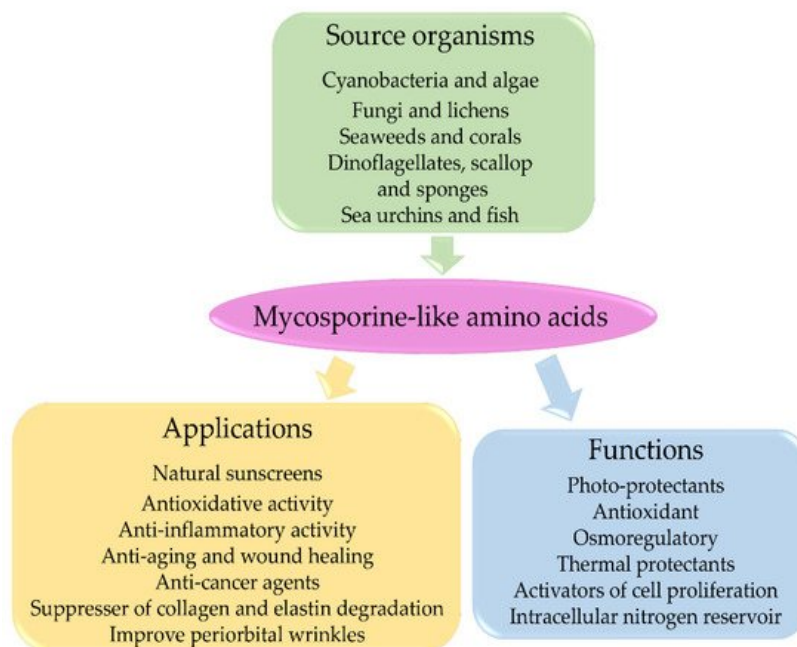 Source organisms
Cyanobacteria and algae
Fungi and lichens
Seaweeds and corals
Dinoflagellates, scallop
and sponges
Sea urchins and fish
Mycosporine-like amino acids
Applications
Natural sunscreens
Antioxidative activity
Anti-inflammatory activity
Anti-aging and wound healing
Anti-cancer agents
Suppresser of collagen and elastin degradation
Improve periorbital wrinkles
Functions
Photo-protectants
Antioxidant
Osmoregulatory
Thermal protectants
Activators of cell proliferation
Intracellular nitrogen reservoir